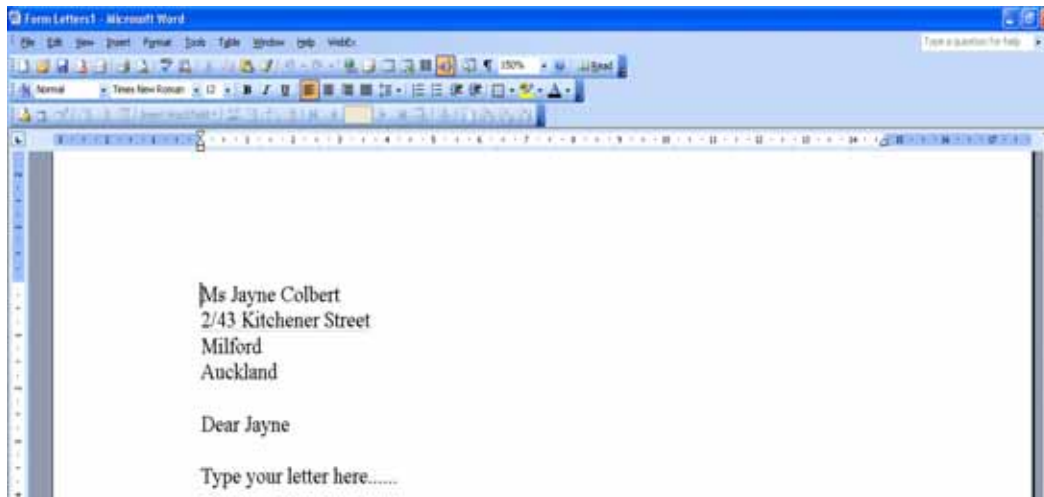 Form Letters1 - Microsoft Word
File Edit View Insert Format Tools Table Window Help WebEx
Type a question for help
150% Read
Normal Times New Roman 12 B I U A
Ms Jayne Colbert
2/43 Kitchener Street
Milford
Auckland
Dear Jayne
Type your letter here......